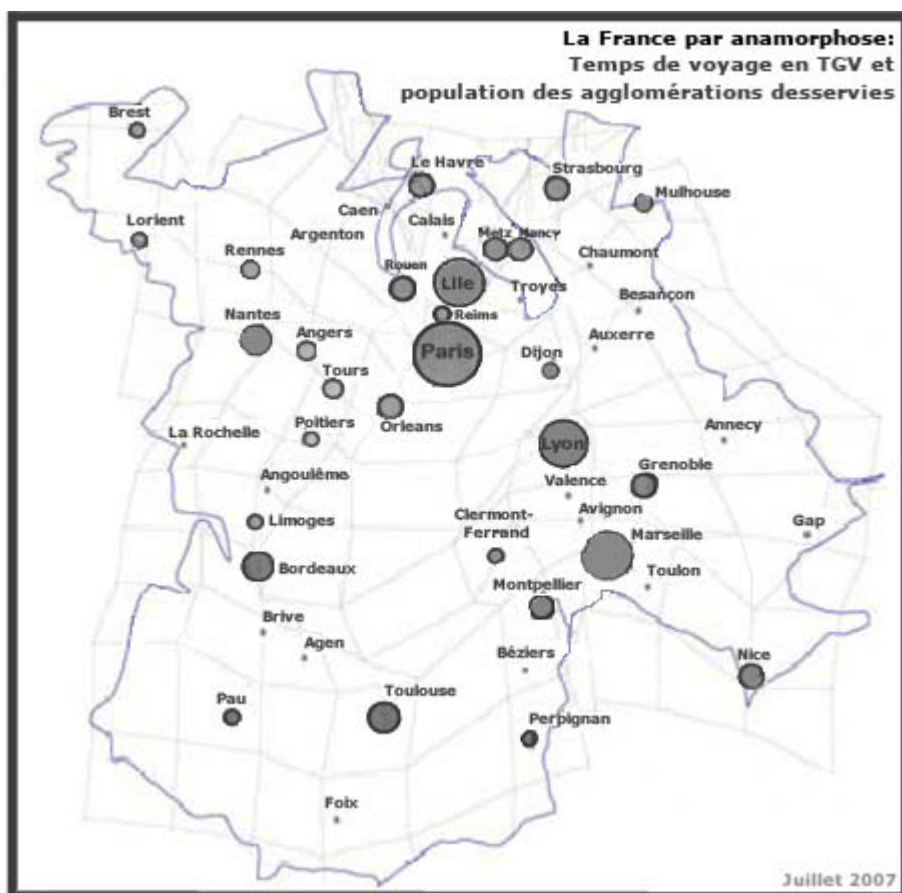 La France par anamorphose:
Temps de voyage en TGV et
population des agglomérations desservies
Brest
Le Havre
Strasbourg
Mulhouse
Caen
Lorient
Calais
Argenton
Metz
Nancy
Rennes
Chaumont
Rouen
Lille
Troyes
Besançon
Nantes
Reims
Angers
Auxerre
Paris
Dijon
Tours
Poitiers
Orleans
La Rochelle
Annecy
Lyon
Grenoble
Angoulême
Valence
Avignon
Limoges
Clermont-
Ferrand
Gap
Marseille
Bordeaux
Toulon
Montpellier
Brive
Agen
Béziers
Nice
Pau
Toulouse
Perpignan
Foix
Juillet 2007